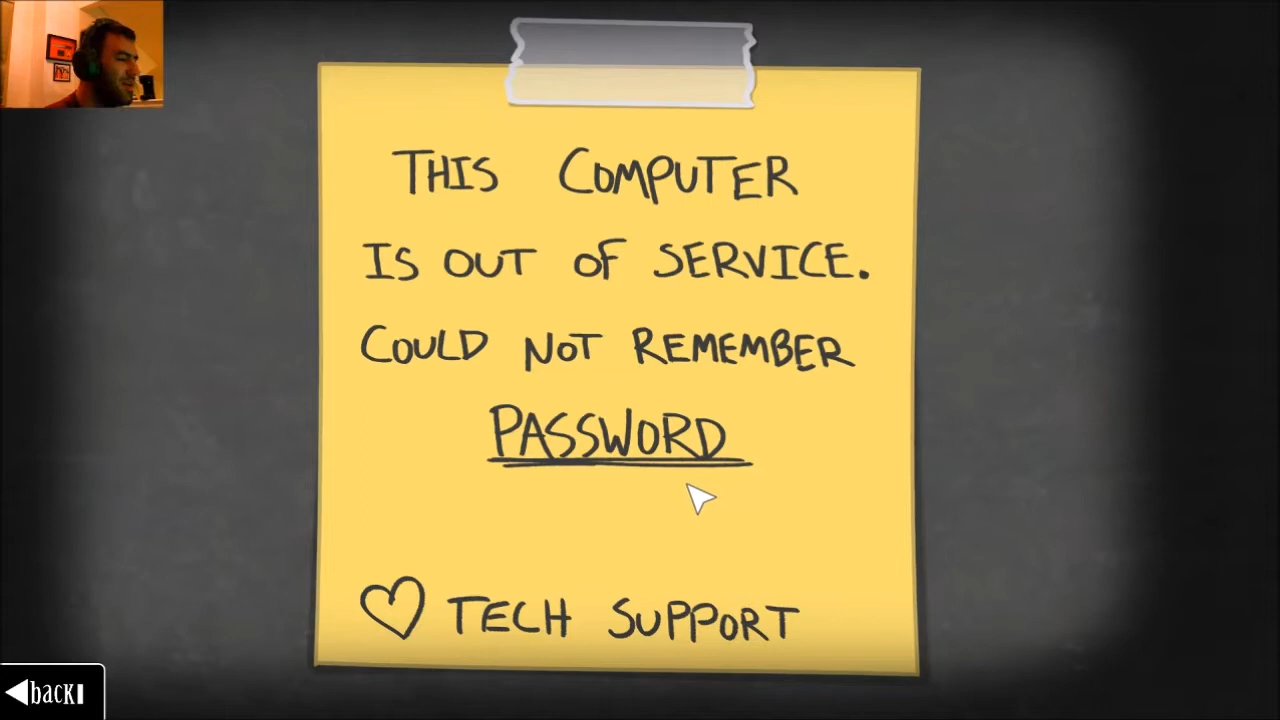 THIS COMPUTER
IS OUT OF SERVICE.
COULD NOT REMEMBER
PASSWORD
♡ TECH SUPPORT
BACK